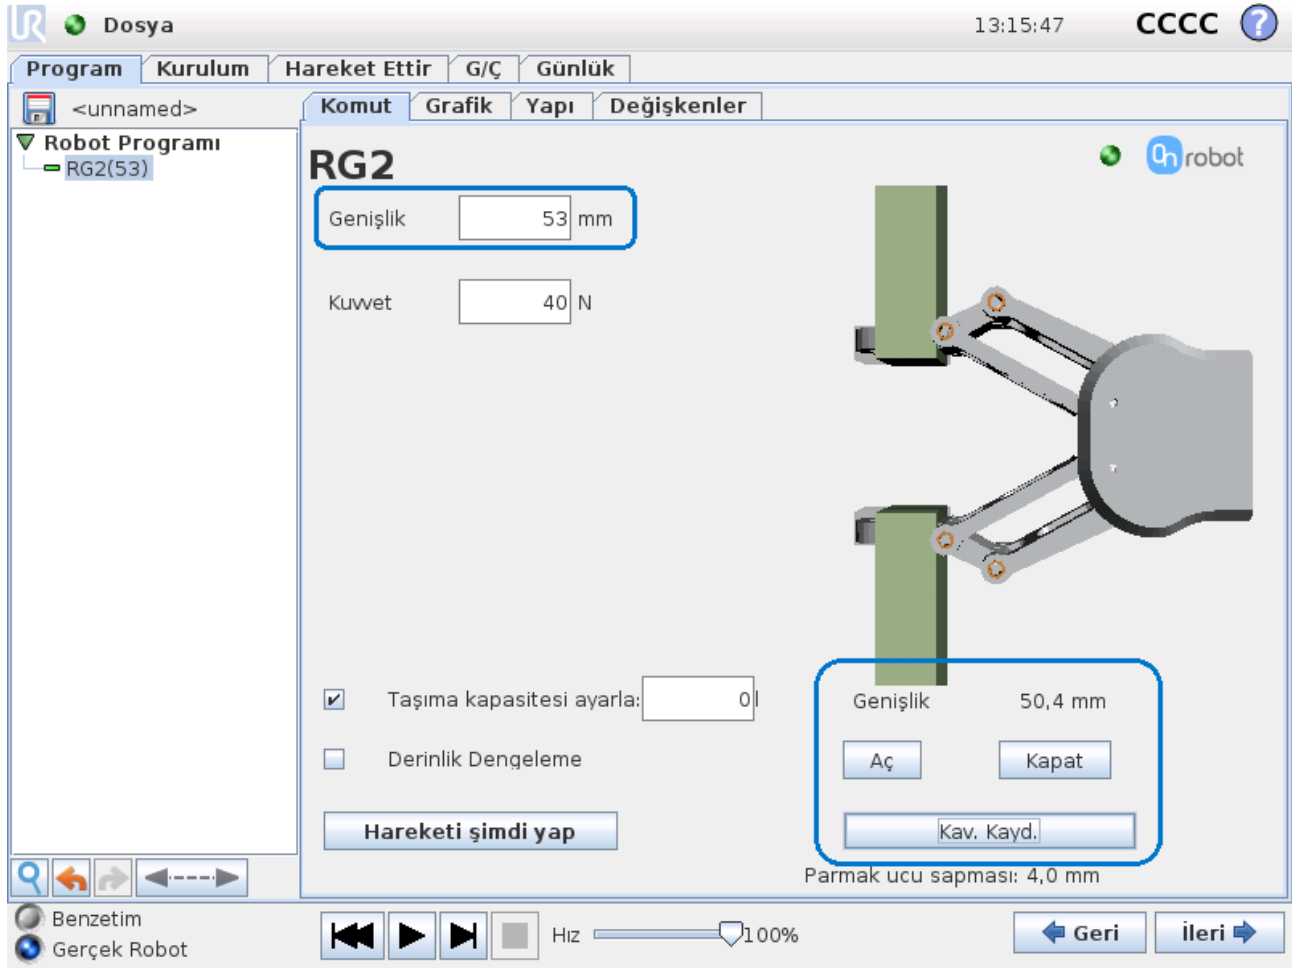 UR Dosya 13:15:47 CCCC ?
Program Kurulum Hareket Ettir G/Ç Günlük
<unnamed> Komut Grafik Yapı Değişkenler
Robot Programı
RG2(53)
RG2
On robot
Genişlik 53 mm
Kuvvet 40 N
Taşıma kapasitesi ayarla: 0
Genişlik 50,4 mm
Derinlik Dengeleme
Aç Kapat
Hareketi şimdi yap
Kav. Kayd.
Parmak ucu sapması: 4,0 mm
Benzetim
Gerçek Robot
Hız 100%
Geri İleri